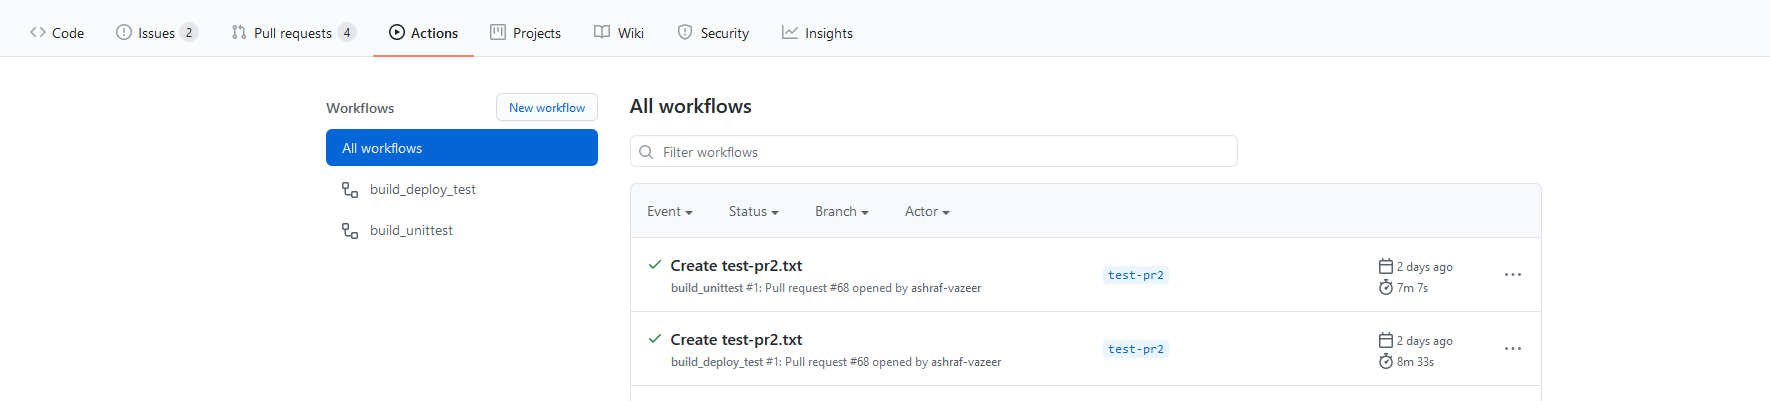 Code Issues 2 Pull requests 4 Actions Projects Wiki Security Insights
Workflows New workflow
All workflows
build_deploy_test
build_unittest
All workflows
Filter workflows
Event Status Branch Actor
Create test-pr2.txt
build_unittest #1: Pull request #68 opened by ashraf-vazeer
test-pr2
2 days ago
7m 7s
Create test-pr2.txt
build_deploy_test #1: Pull request #68 opened by ashraf-vazeer
test-pr2
2 days ago
8m 33s